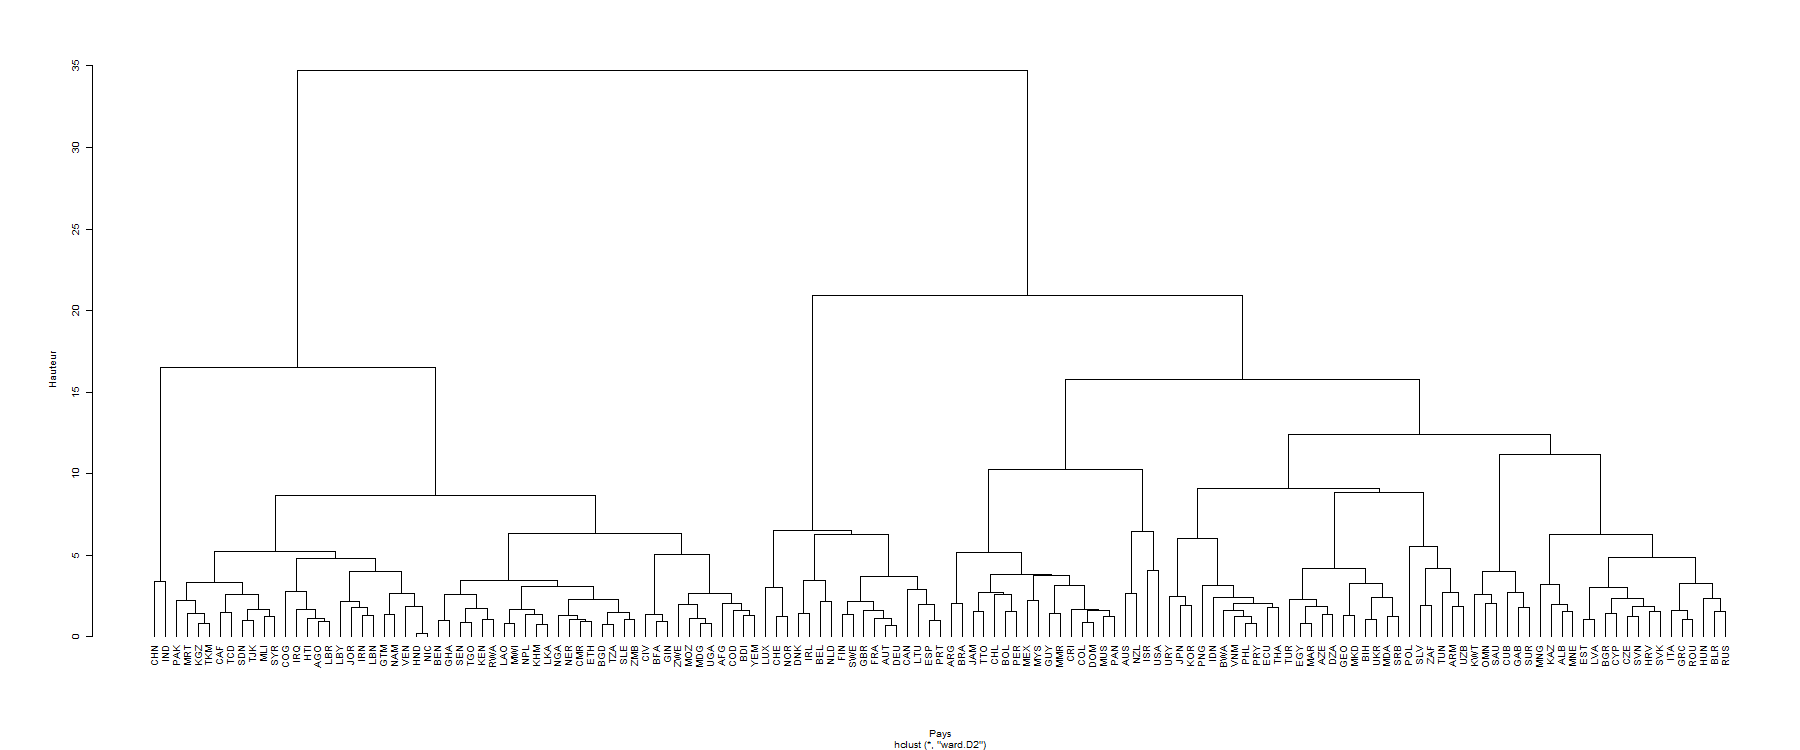 35
30
25
20
15
10
5
0
Hauteur
CHN IND PAK MRT KGZ TKM CAF TCD SDN TJK MLI SYR COG IRQ HTI AGO LBR LBY JOR IRN LBN GTM NAM VEN HND NIC BEN GHA SEN TGO KEN RWA LAO MWI NPL KHM LKA NGA NER CMR ETH BGD TZA SLE ZMB CIV BFA GIN ZWE MOZ MDG UGA AFG COD BDI YEM LUX CHE NOR DNK IRL BEL NLD FIN SWE GBR FRA AUT DEU CAN LTU ESP PRT ARG BRA JAM TTO CHL BOL PER MEX MYS GUY MMR CRI COL DOM MUS PAN AUS NZL ISR USA URY JPN KOR PNG IDN BWA VNM PHL PRY ECU THA TUR EGY MAR AZE DZA GEO MKD BIH UKR MDA SRB POL SLV ZAF TUN ARM UZB KWT OMN SAU CUB GAB SUR MNG KAZ ALB MNE EST LVA BGR CYP CZE SVN HRV SVK ITA GRC ROU HUN BLR RUS
Pays
hclust (*, "ward.D2")